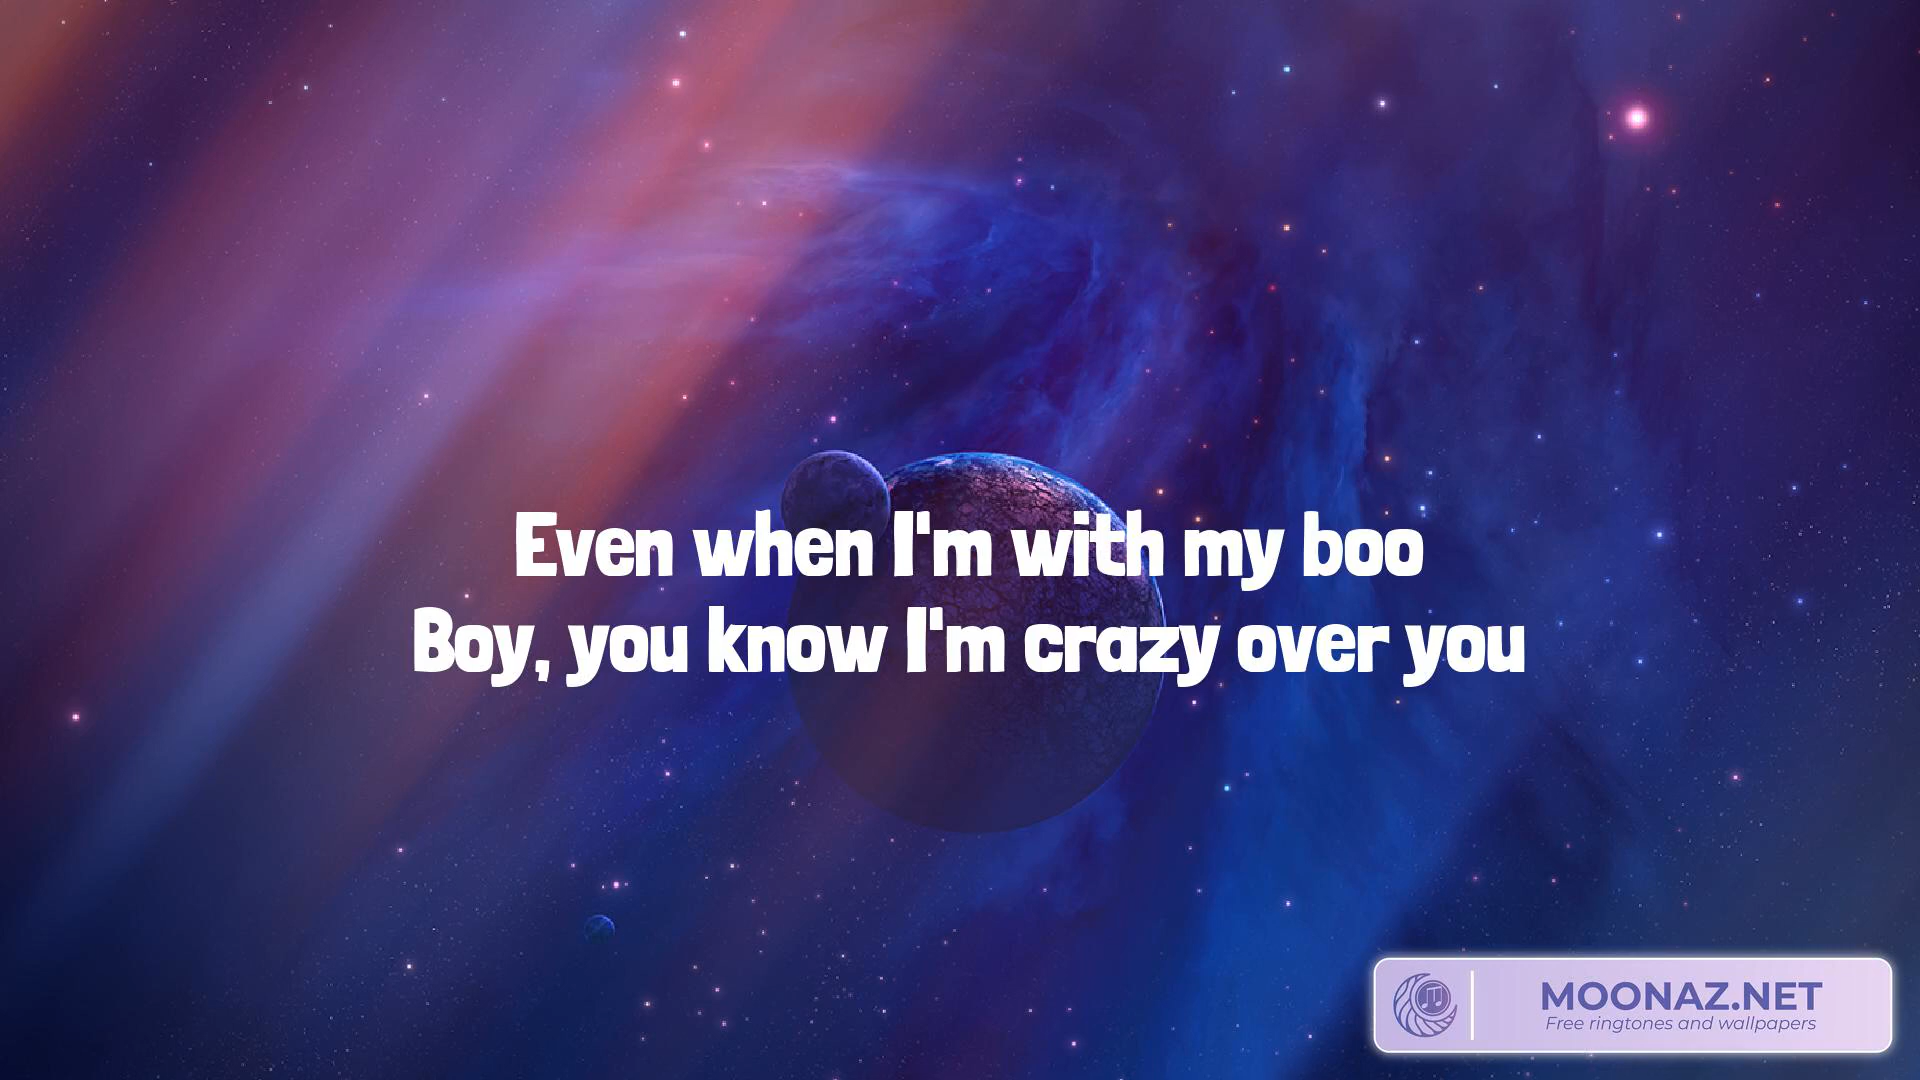 Even when I'm with my boo
Boy, you know I'm crazy over you
MOONAZ.NET
Free ringtones and wallpapers